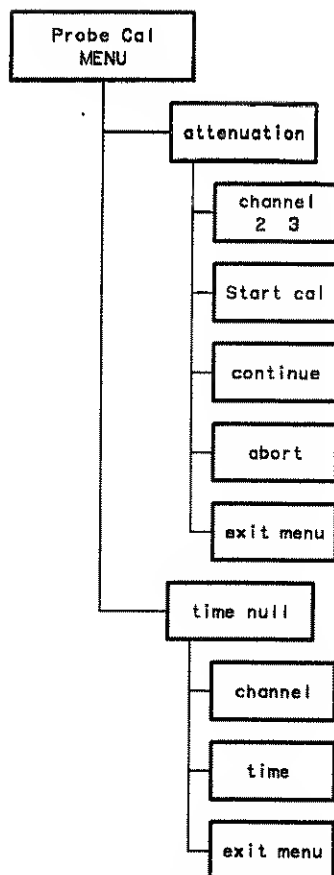 Probe Cal
MENU
attenuation
channel
2 3
Start cal
continue
abort
exit menu
time null
channel
time
exit menu